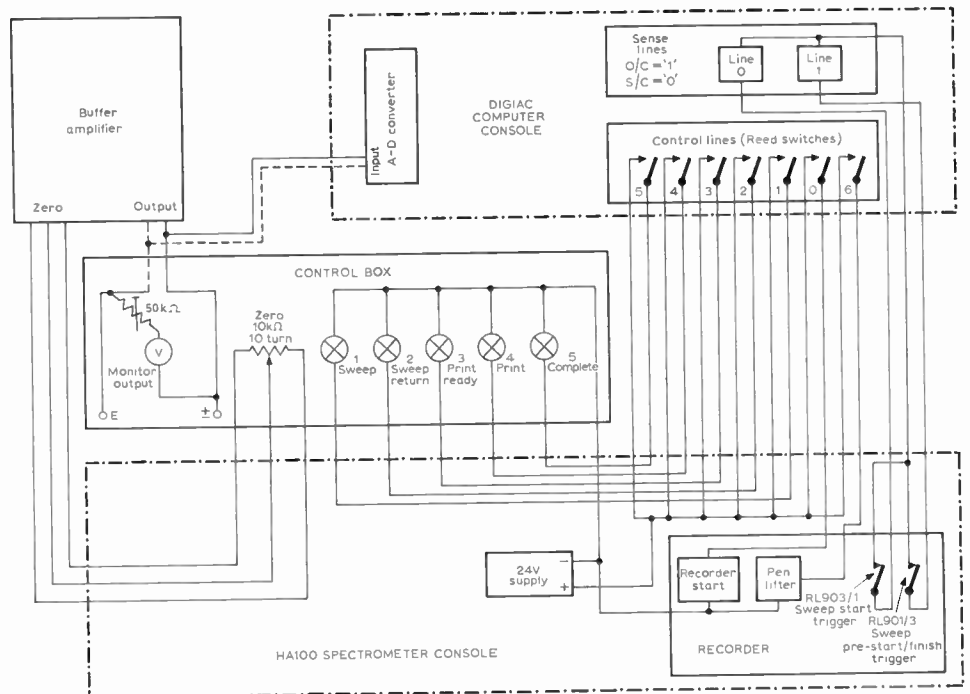 Buffer
amplifier
Zero
Output
Input
A-D converter
DIGIAC
COMPUTER
CONSOLE
Sense
lines
O/C = '1'
S/C = '0'
Line
0
Line
1
Control lines (Reed switches)
5
4
3
2
1
0
6
CONTROL BOX
50kΩ
V
Monitor
output
E
±
Zero
10kΩ
10 turn
1
Sweep
2
Sweep
return
3
Print
ready
4
Print
5
Complete
24V
supply
−
+
Recorder
start
Pen
lifter
RL903/1
Sweep start
trigger
RL901/3
Sweep
pre-start/finish
trigger
RECORDER
HA100 SPECTROMETER CONSOLE